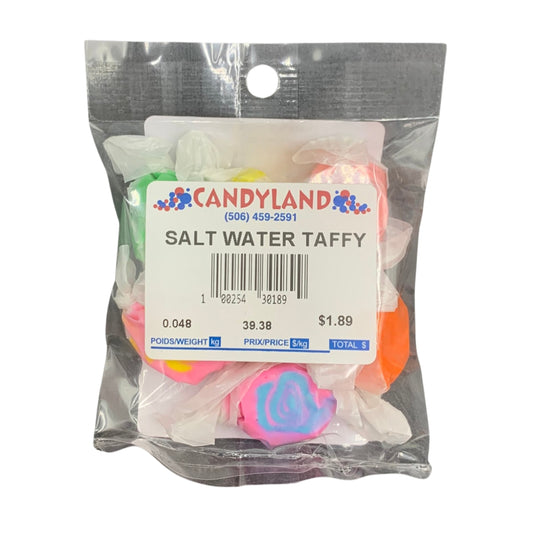 CANDYLAND
(506) 459-2591
SALT WATER TAFFY
1 00254 30189
0.048 39.38 $1.89
POIDS/WEIGHT kg PRIX/PRICE $/kg TOTAL $